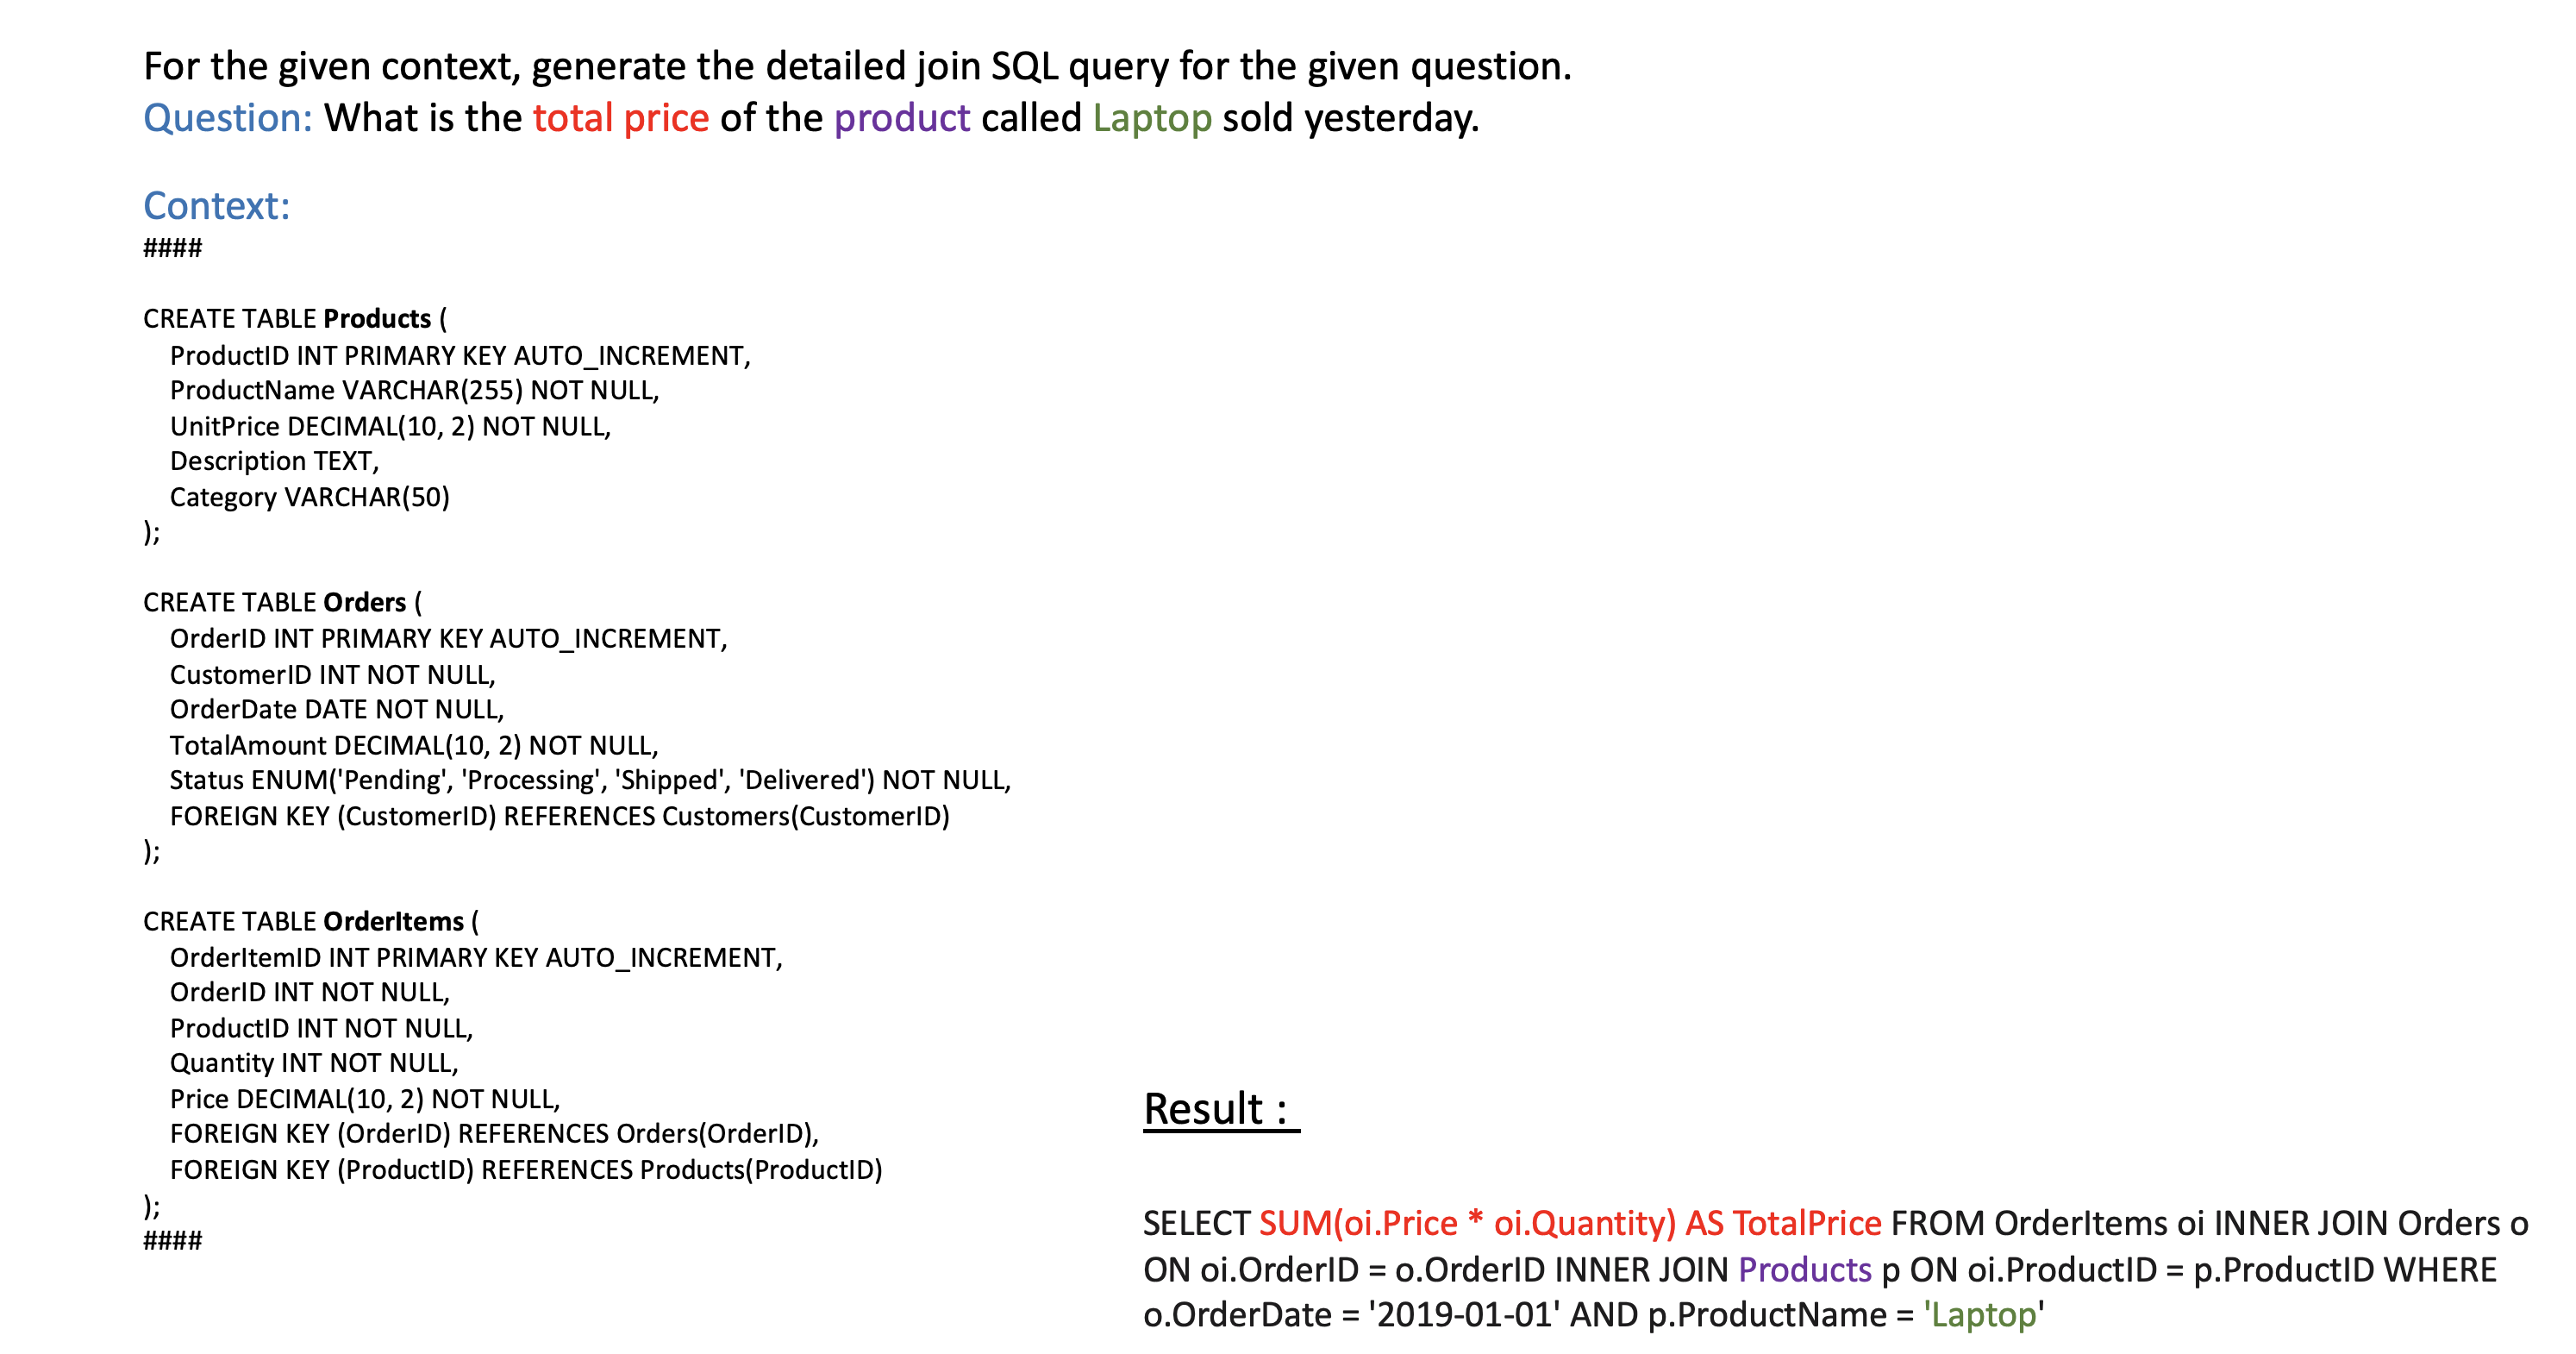 For the given context, generate the detailed join SQL query for the given question.
Question: What is the total price of the product called Laptop sold yesterday.
Context:
####
CREATE TABLE Products (
ProductID INT PRIMARY KEY AUTO_INCREMENT,
ProductName VARCHAR(255) NOT NULL,
UnitPrice DECIMAL(10, 2) NOT NULL,
Description TEXT,
Category VARCHAR(50)
);
CREATE TABLE Orders (
OrderID INT PRIMARY KEY AUTO_INCREMENT,
CustomerID INT NOT NULL,
OrderDate DATE NOT NULL,
TotalAmount DECIMAL(10, 2) NOT NULL,
Status ENUM('Pending', 'Processing', 'Shipped', 'Delivered') NOT NULL,
FOREIGN KEY (CustomerID) REFERENCES Customers(CustomerID)
);
CREATE TABLE OrderItems (
OrderItemID INT PRIMARY KEY AUTO_INCREMENT,
OrderID INT NOT NULL,
ProductID INT NOT NULL,
Quantity INT NOT NULL,
Price DECIMAL(10, 2) NOT NULL,
FOREIGN KEY (OrderID) REFERENCES Orders(OrderID),
FOREIGN KEY (ProductID) REFERENCES Products(ProductID)
);
####
Result :
SELECT SUM(oi.Price * oi.Quantity) AS TotalPrice FROM OrderItems oi INNER JOIN Orders o
ON oi.OrderID = o.OrderID INNER JOIN Products p ON oi.ProductID = p.ProductID WHERE
o.OrderDate = '2019-01-01' AND p.ProductName = 'Laptop'